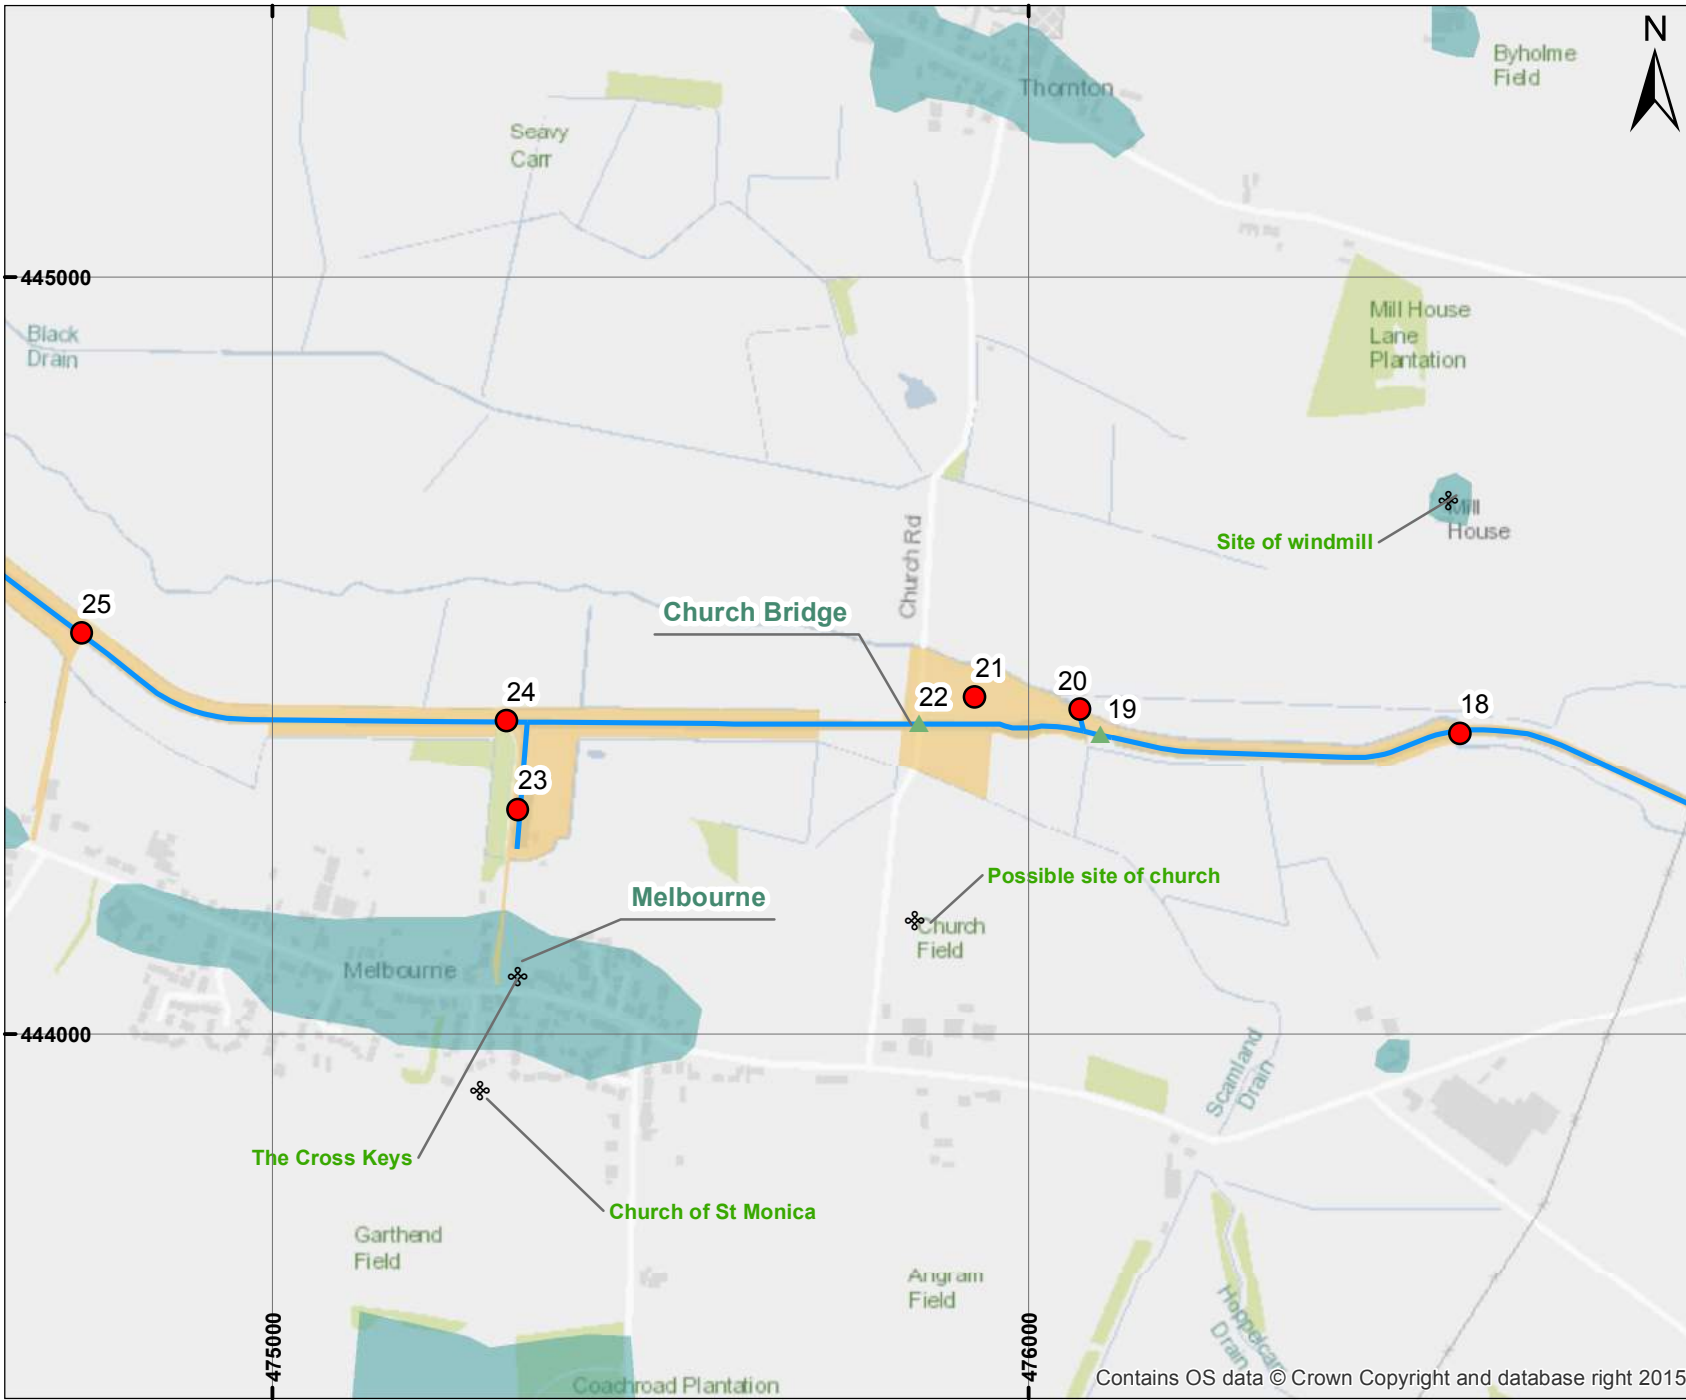 N
Byholme
Field
Thornton
Seavy
Carr
445000
Mill House
Lane
Plantation
Black
Drain
Site of windmill
Mill
House
Church Rd
25
Church Bridge
21
20
24
22
19
18
23
Possible site of church
Melbourne
Church
Field
Melbourne
444000
Scamland
Drain
The Cross Keys
Church of St Monica
Garthend
Field
Angram
Field
Hoppelcarr
Drain
475000
476000
Contains OS data © Crown Copyright and database right 2015
Coachroad Plantation